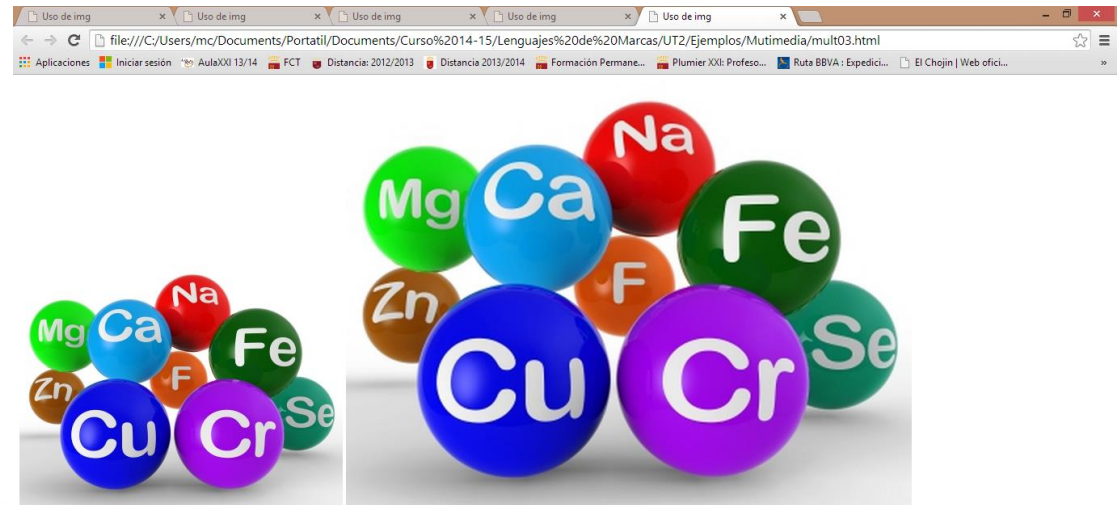 Uso de img × Uso de img × Uso de img × Uso de img × Uso de img ×
file:///C:/Users/mc/Documents/Portatil/Documents/Curso%2014-15/Lenguajes%20de%20Marcas/UT2/Ejemplos/Mutimedia/mult03.html
Aplicaciones Iniciar sesión AulaXXI 13/14 FCT Distancia: 2012/2013 Distancia 2013/2014 Formación Permane... Plumier XXI: Profeso... Ruta BBVA : Expedici... El Chojin | Web ofici... »
Na
Mg Ca Fe
Zn F Se
Cu Cr
Na
Mg Ca Fe
Zn F Se
Cu Cr